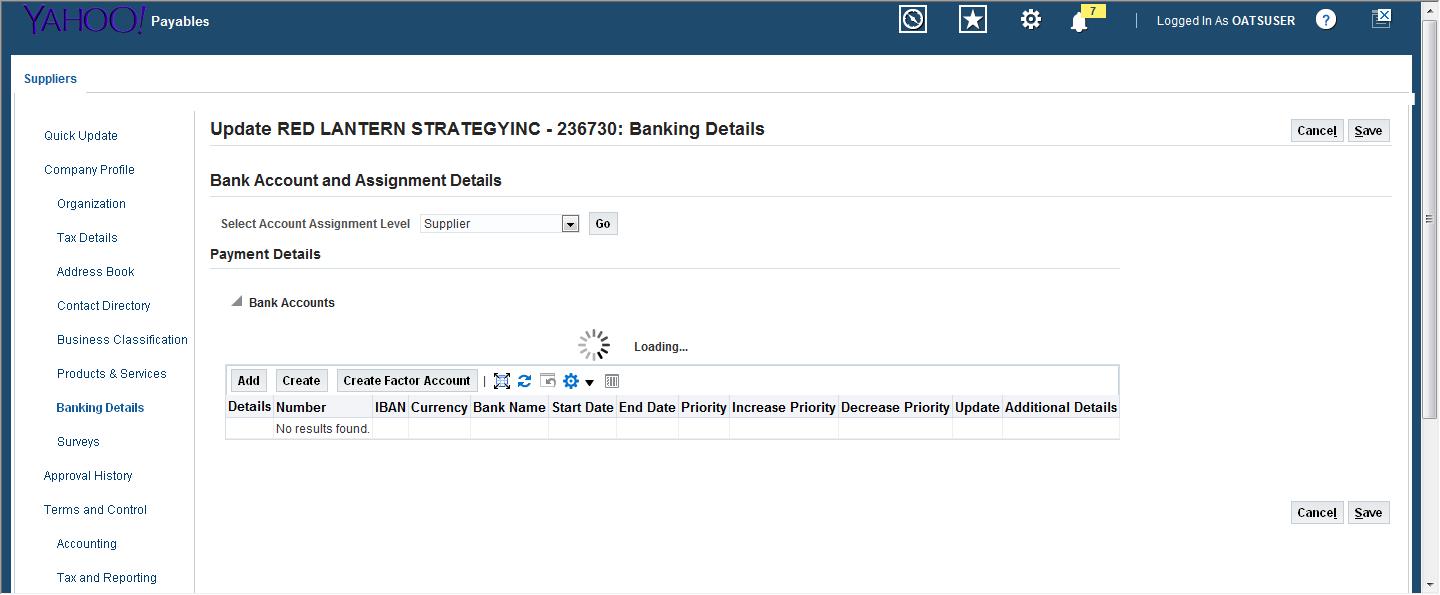 YAHOO! Payables
7
Logged In As OATSUSER
?
Suppliers
Quick Update
Company Profile
Organization
Tax Details
Address Book
Contact Directory
Business Classification
Products & Services
Banking Details
Surveys
Approval History
Terms and Control
Accounting
Tax and Reporting
Update RED LANTERN STRATEGYINC - 236730: Banking Details
Cancel Save
Bank Account and Assignment Details
Select Account Assignment Level Supplier Go
Payment Details
Bank Accounts
Loading...
Add Create Create Factor Account |
Details Number IBAN Currency Bank Name Start Date End Date Priority Increase Priority Decrease Priority Update Additional Details
No results found.
Cancel Save